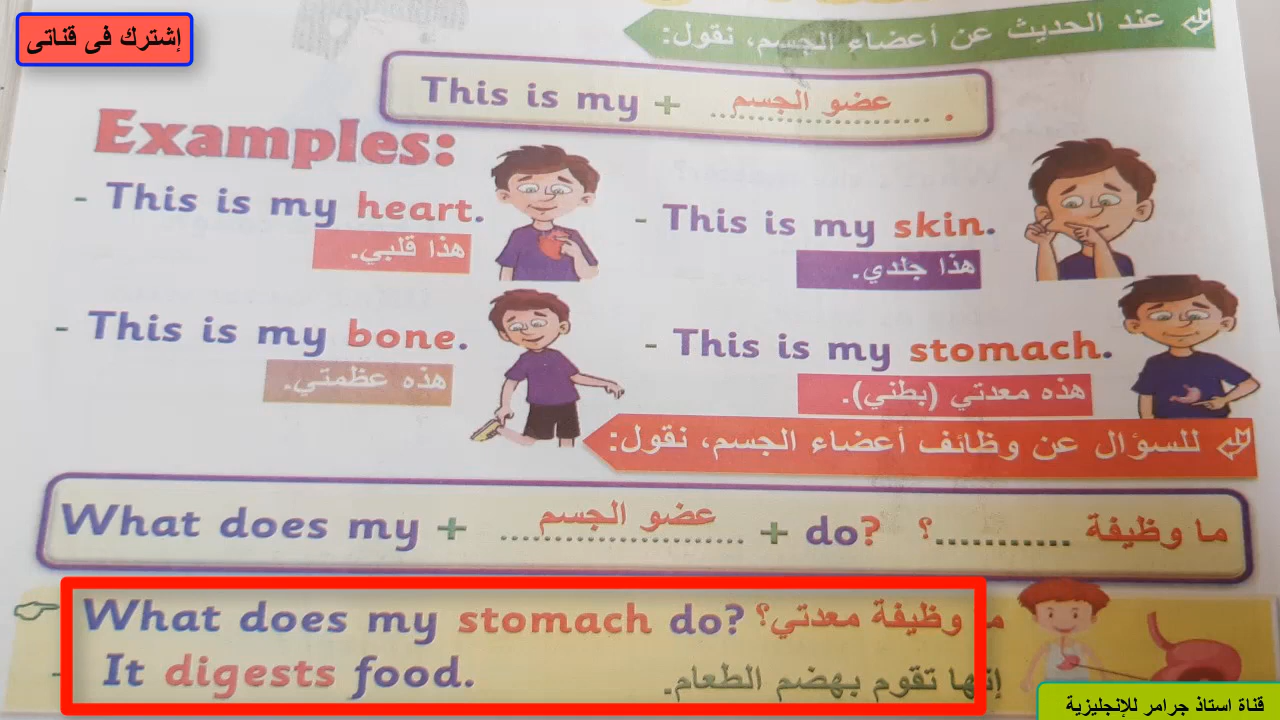 إشترك فى قناتى
عند الحديث عن أعضاء الجسم، نقول:
This is my + عضو الجسم .................... .
Examples:
- This is my heart.
هذا قلبي.
- This is my skin.
هذا جلدي.
- This is my bone.
هذه عظمتي.
- This is my stomach.
هذه معدتي (بطني).
للسؤال عن وظائف أعضاء الجسم، نقول:
What does my + عضو الجسم .................... + do? ما وظيفة ...........؟
What does my stomach do? ما وظيفة معدتي؟
- It digests food. إنها تقوم بهضم الطعام.
قناة استاذ جرامر للإنجليزية